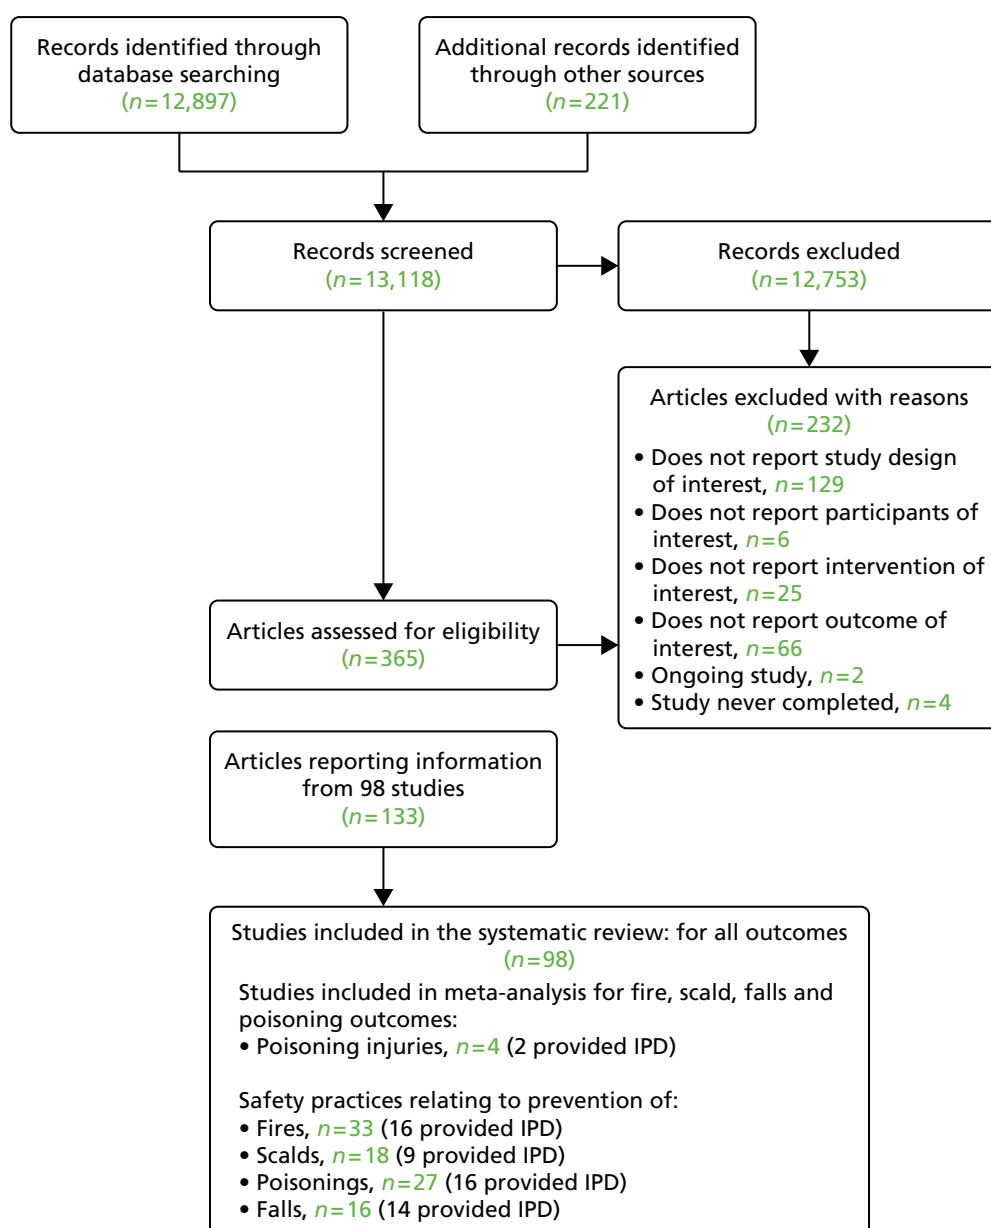 Records identified through
database searching
(n=12,897)
Additional records identified
through other sources
(n=221)
Records screened
(n=13,118)
Records excluded
(n=12,753)
Articles excluded with reasons
(n=232)
• Does not report study design
of interest, n=129
• Does not report participants of
interest, n=6
• Does not report intervention of
interest, n=25
• Does not report outcome of
interest, n=66
• Ongoing study, n=2
• Study never completed, n=4
Articles assessed for eligibility
(n=365)
Articles reporting information
from 98 studies
(n=133)
Studies included in the systematic review: for all outcomes
(n=98)
Studies included in meta-analysis for fire, scald, falls and
poisoning outcomes:
• Poisoning injuries, n=4 (2 provided IPD)
Safety practices relating to prevention of:
• Fires, n=33 (16 provided IPD)
• Scalds, n=18 (9 provided IPD)
• Poisonings, n=27 (16 provided IPD)
• Falls, n=16 (14 provided IPD)